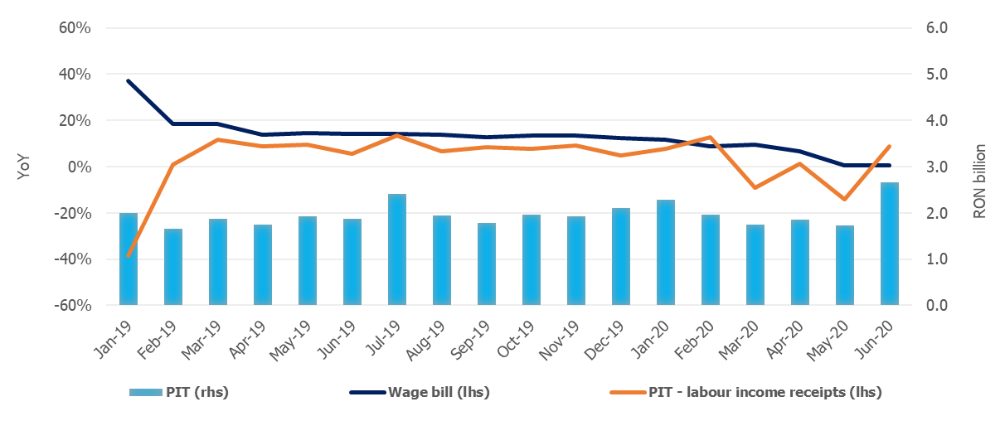 60%
40%
20%
0%
-20%
-40%
-60%
YoY
6.0
5.0
4.0
3.0
2.0
1.0
0.0
RON billion
Jan-19
Feb-19
Mar-19
Apr-19
May-19
Jun-19
Jul-19
Aug-19
Sep-19
Oct-19
Nov-19
Dec-19
Jan-20
Feb-20
Mar-20
Apr-20
May-20
Jun-20
PIT (rhs)
Wage bill (lhs)
PIT - labour income receipts (lhs)